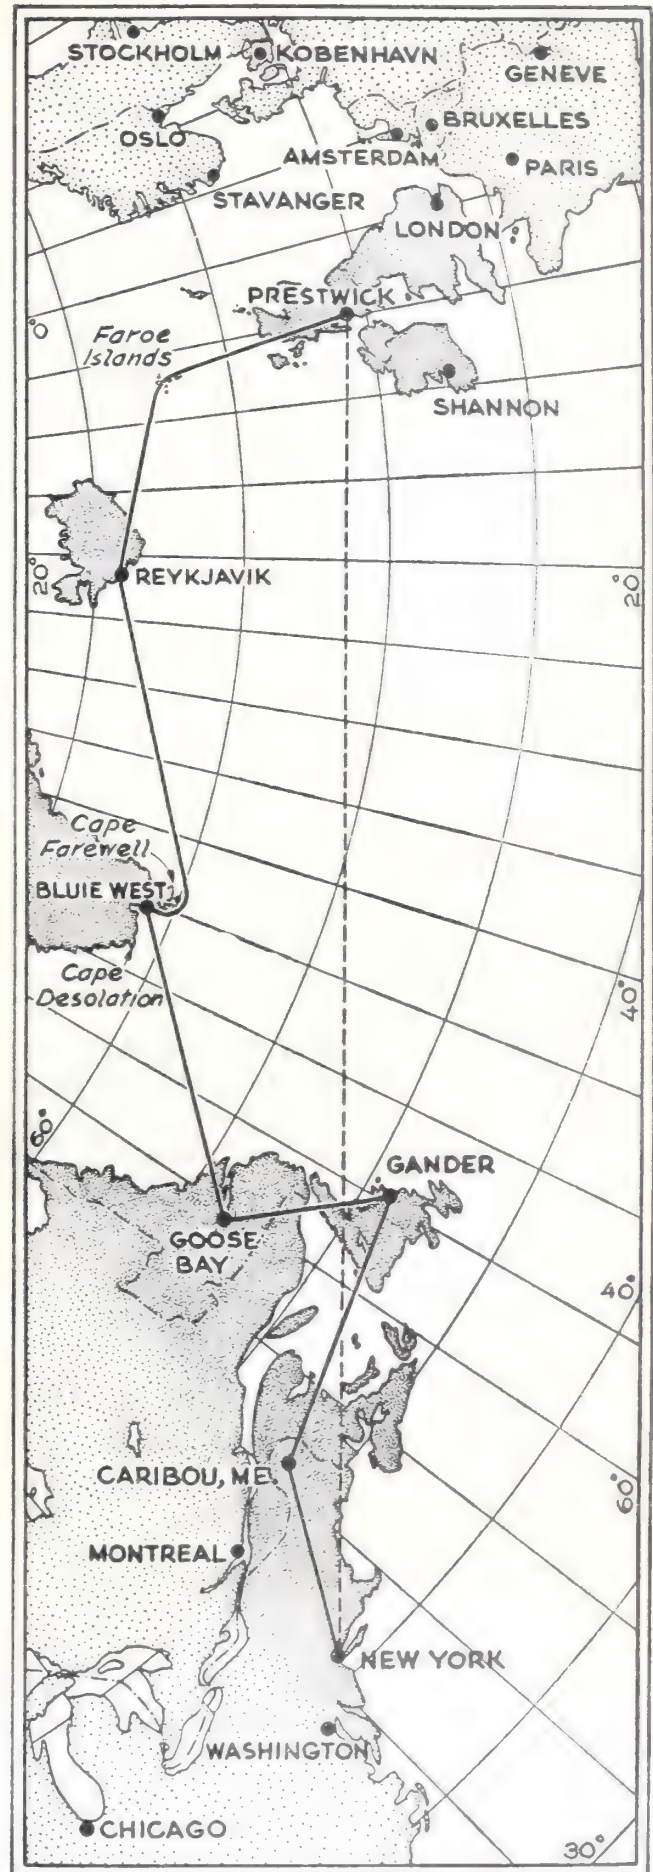 STOCKHOLM
KOBENHAVN
GENEVE
OSLO
BRUXELLES
AMSTERDAM
PARIS
STAVANGER
LONDON
PRESTWICK
0°
Faroe
Islands
SHANNON
20°
REYKJAVIK
20°
Cape
Farewell
BLUIE WEST
Cape
Desolation
40°
60°
GANDER
GOOSE
BAY
40°
CARIBOU, ME.
60°
MONTREAL
NEW YORK
WASHINGTON
CHICAGO
30°